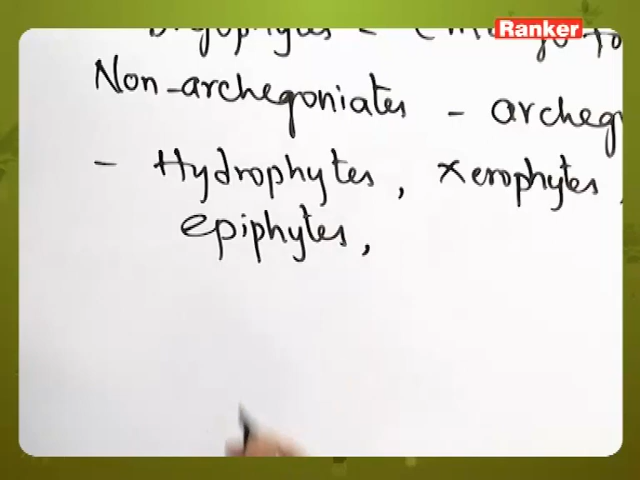 Ranker
Non-archegoniates - archeg
- Hydrophytes, xerophytes,
epiphytes,